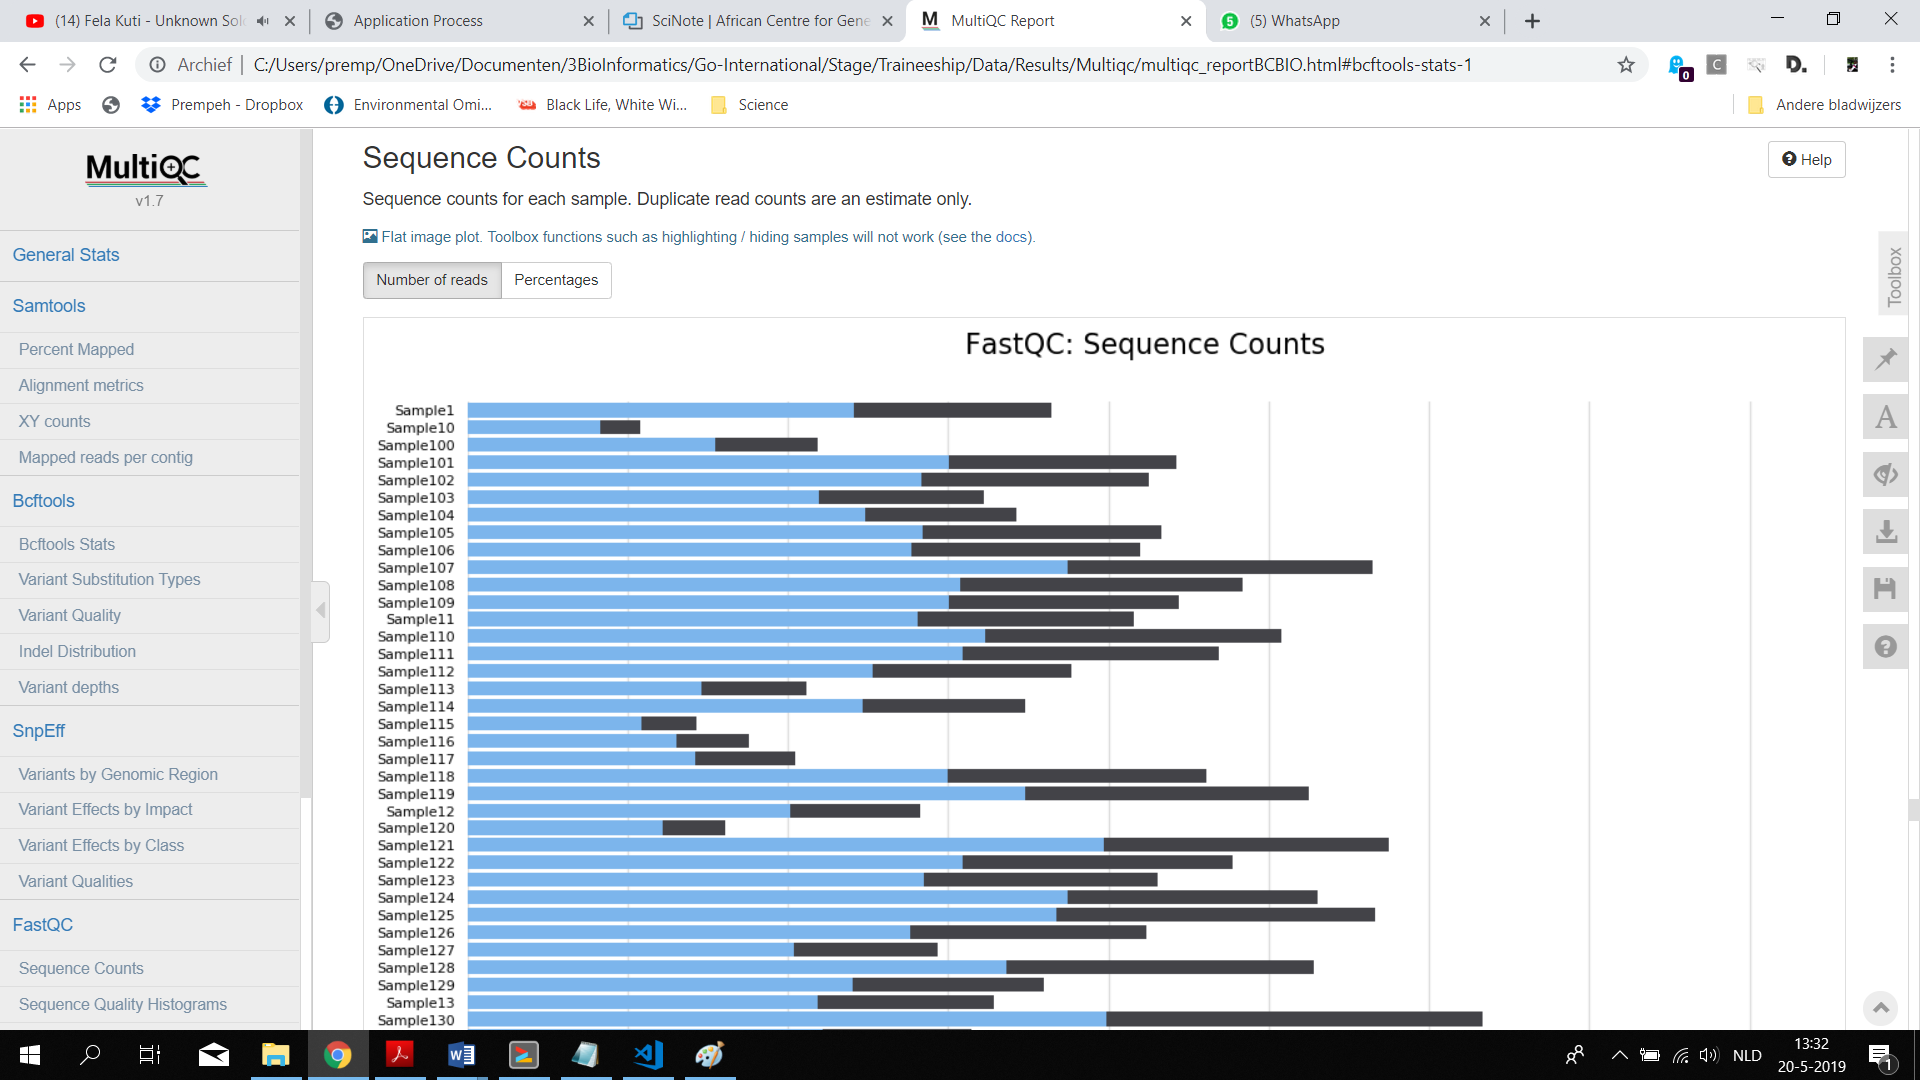 (14) Fela Kuti - Unknown Sol
Application Process
SciNote | African Centre for Gene
MultiQC Report
(5) WhatsApp
Archief | C:/Users/premp/OneDrive/Documenten/3BioInformatics/Go-International/Stage/Traineeship/Data/Results/Multiqc/multiqc_reportBCBIO.html#bcftools-stats-1
0
C
D.
Apps
Prempeh - Dropbox
Environmental Omi...
Black Life, White Wi...
Science
Andere bladwijzers
MultiQC
v1.7
General Stats
Samtools
Percent Mapped
Alignment metrics
XY counts
Mapped reads per contig
Bcftools
Bcftools Stats
Variant Substitution Types
Variant Quality
Indel Distribution
Variant depths
SnpEff
Variants by Genomic Region
Variant Effects by Impact
Variant Effects by Class
Variant Qualities
FastQC
Sequence Counts
Sequence Quality Histograms
Sequence Counts
Help
Sequence counts for each sample. Duplicate read counts are an estimate only.
Flat image plot. Toolbox functions such as highlighting / hiding samples will not work (see the docs).
Number of reads
Percentages
Toolbox
A
FastQC: Sequence Counts
Sample1
Sample10
Sample100
Sample101
Sample102
Sample103
Sample104
Sample105
Sample106
Sample107
Sample108
Sample109
Sample11
Sample110
Sample111
Sample112
Sample113
Sample114
Sample115
Sample116
Sample117
Sample118
Sample119
Sample12
Sample120
Sample121
Sample122
Sample123
Sample124
Sample125
Sample126
Sample127
Sample128
Sample129
Sample13
Sample130
NLD
13:32
20-5-2019
1